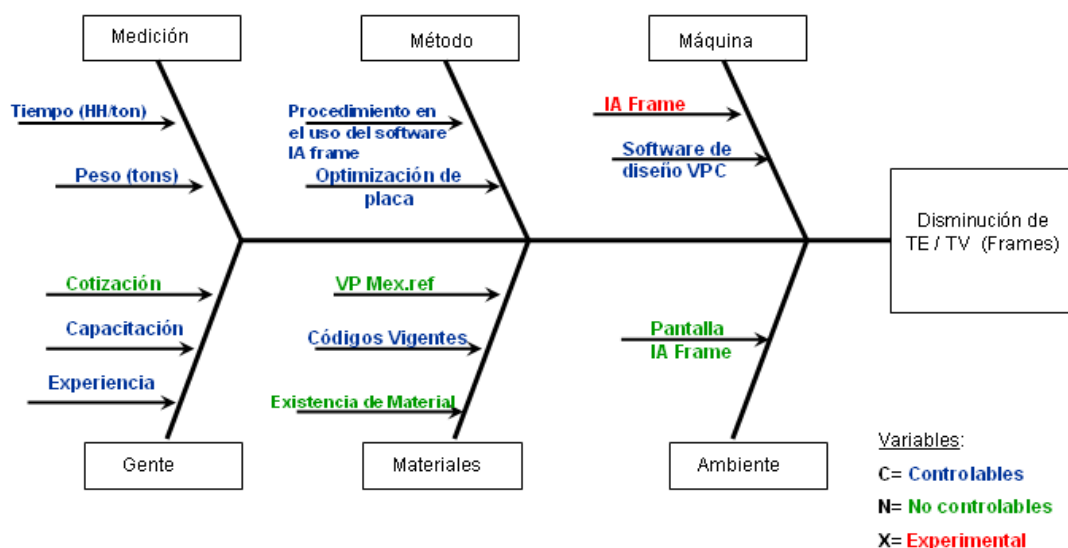 Medición
Método
Máquina
Tiempo (HH/ton)
Peso (tons)
Procedimiento en
el uso del software
IA frame
Optimización de
placa
IA Frame
Software de
diseño VPC
Disminución de
TE / TV (Frames)
Cotización
Capacitación
Experiencia
VP Mex.ref
Códigos Vigentes
Existencia de Material
Pantalla
IA Frame
Gente
Materiales
Ambiente
Variables:
C= Controlables
N= No controlables
X= Experimental